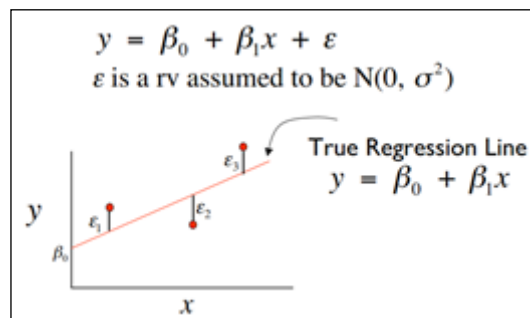 y = β₀ + β₁x + ε
ε is a rv assumed to be N(0, σ²)
ε₃
True Regression Line
y = β₀ + β₁x
y
ε₁
ε₂
β₀
x